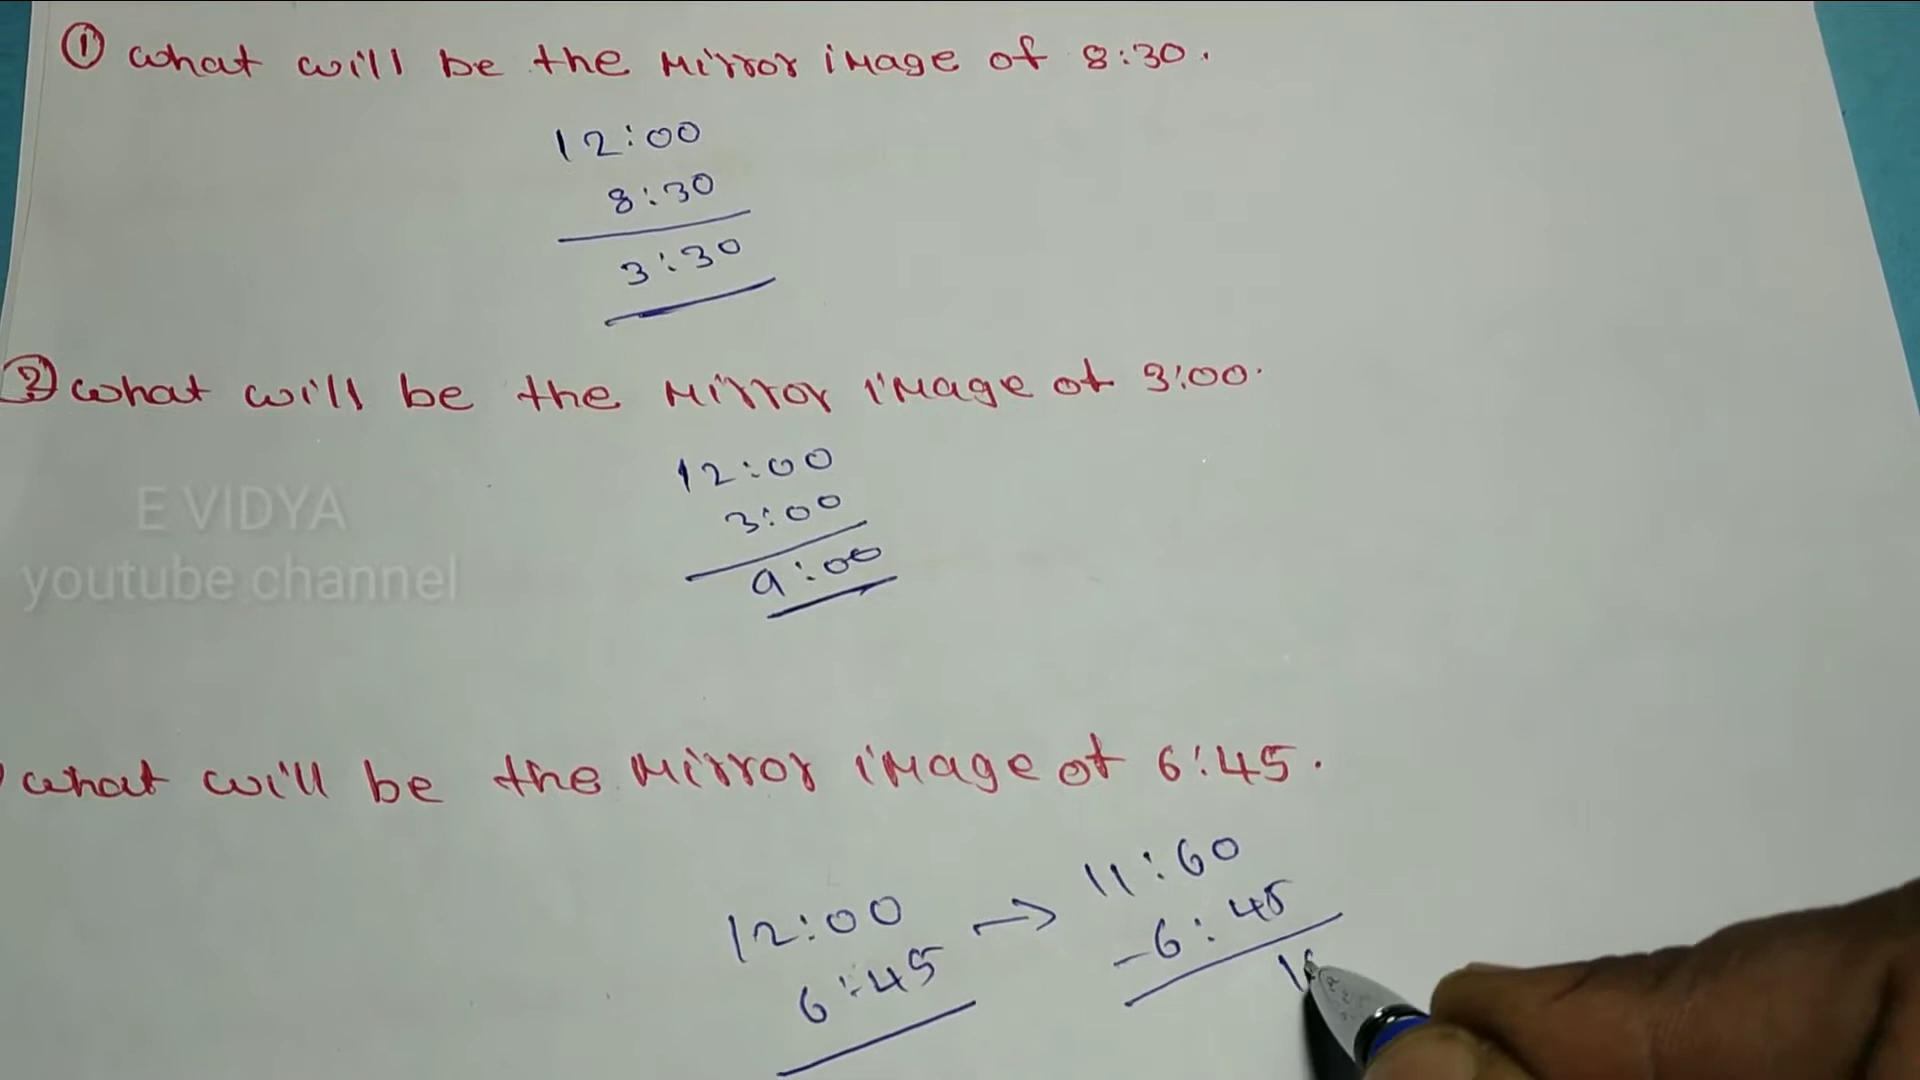 ① What will be the Mirror image of 8:30.
12:00
8:30
3:30
② What will be the Mirror image of 3:00.
12:00
3:00
9:00
E VIDYA
youtube channel
What will be the Mirror image of 6:45.
12:00 → 11:60
6:45 -6:45